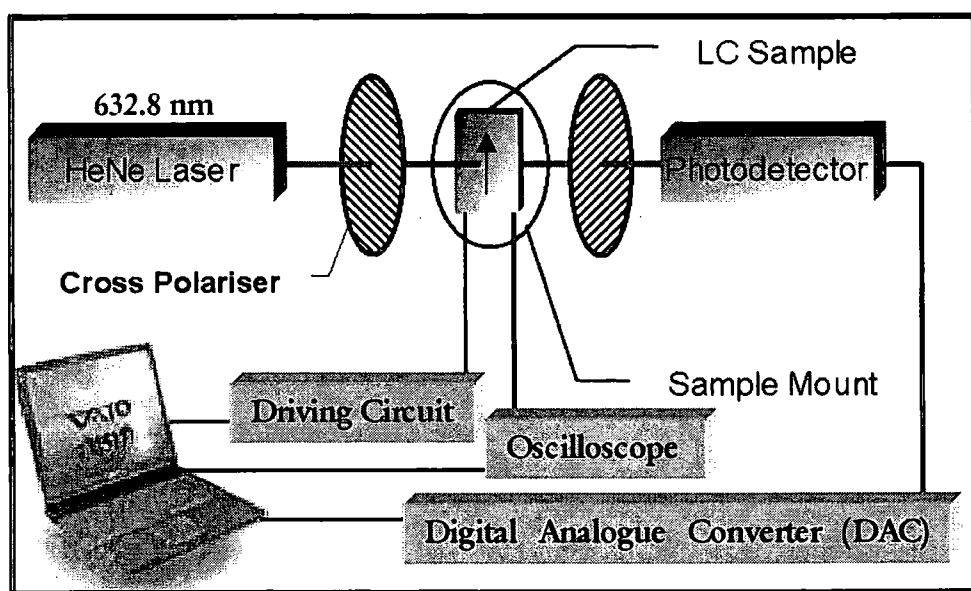 LC Sample
632.8 nm
HeNe Laser
Photodetector
Cross Polariser
Sample Mount
Driving Circuit
VAIO
Oscilloscope
Digital Analogue Converter (DAC)